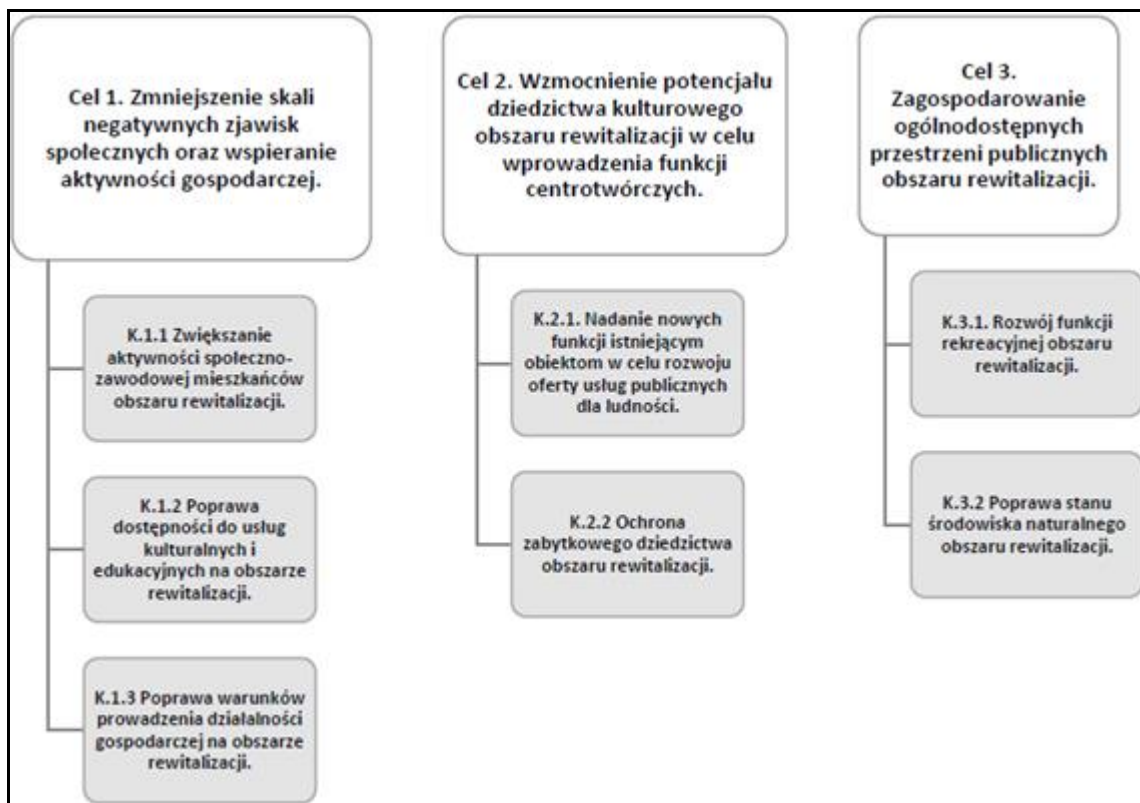 Cel 1. Zmniejszenie skali
negatywnych zjawisk
społecznych oraz wspieranie
aktywności gospodarczej.
K.1.1 Zwiększanie
aktywności społeczno-
zawodowej mieszkańców
obszaru rewitalizacji.
K.1.2 Poprawa
dostępności do usług
kulturalnych i
edukacyjnych na obszarze
rewitalizacji.
K.1.3 Poprawa warunków
prowadzenia działalności
gospodarczej na obszarze
rewitalizacji.
Cel 2. Wzmocnienie potencjału
dziedzictwa kulturowego
obszaru rewitalizacji w celu
wprowadzenia funkcji
centrotwórczych.
K.2.1. Nadanie nowych
funkcji istniejącym
obiektom w celu rozwoju
oferty usług publicznych
dla ludności.
K.2.2 Ochrona
zabytkowego dziedzictwa
obszaru rewitalizacji.
Cel 3.
Zagospodarowanie
ogólnodostępnych
przestrzeni publicznych
obszaru rewitalizacji.
K.3.1. Rozwój funkcji
rekreacyjnej obszaru
rewitalizacji.
K.3.2 Poprawa stanu
środowiska naturalnego
obszaru rewitalizacji.